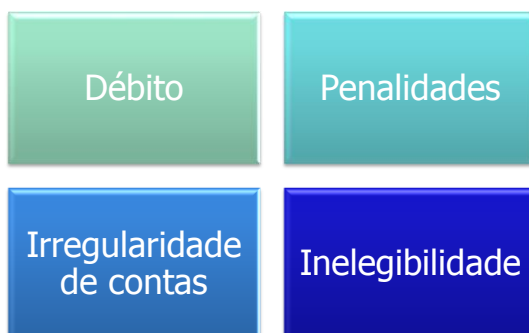 Débito
Penalidades
Irregularidade
de contas
Inelegibilidade